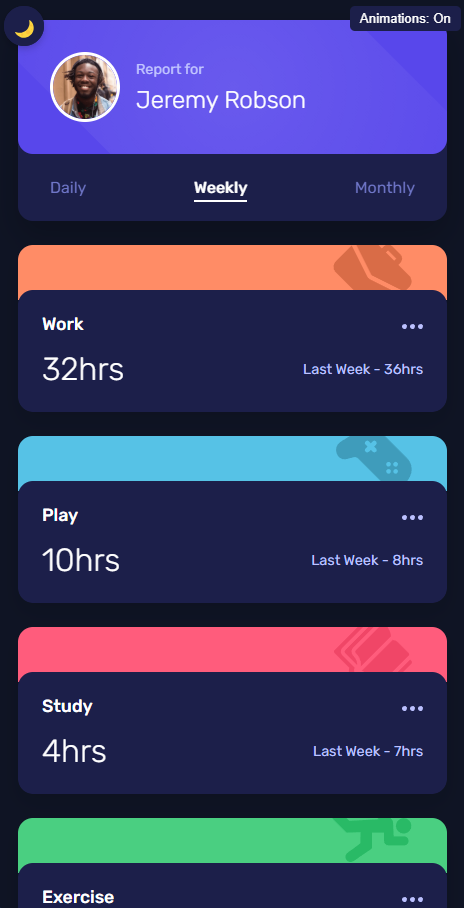 Animations: On
Report for
Jeremy Robson
Daily
Weekly
Monthly
Work
32hrs
Last Week - 36hrs
Play
10hrs
Last Week - 8hrs
Study
4hrs
Last Week - 7hrs
Exercise